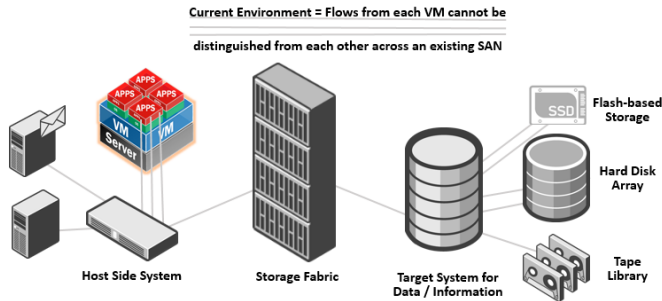 Current Environment = Flows from each VM cannot be
distinguished from each other across an existing SAN
APPS
APPS
APPS
APPS
VM
VM
Server
SSD
Flash-based
Storage
Hard Disk
Array
Host Side System
Storage Fabric
Target System for
Data / Information
Tape
Library